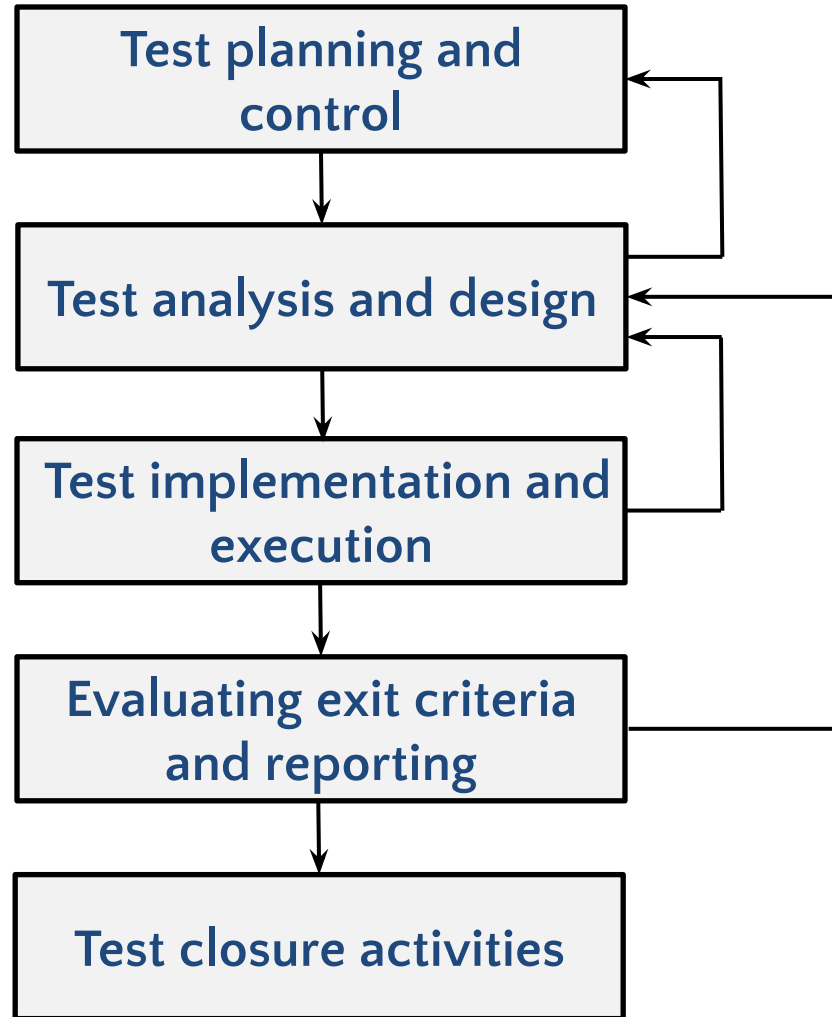 Test planning and
control
Test analysis and design
Test implementation and
execution
Evaluating exit criteria
and reporting
Test closure activities